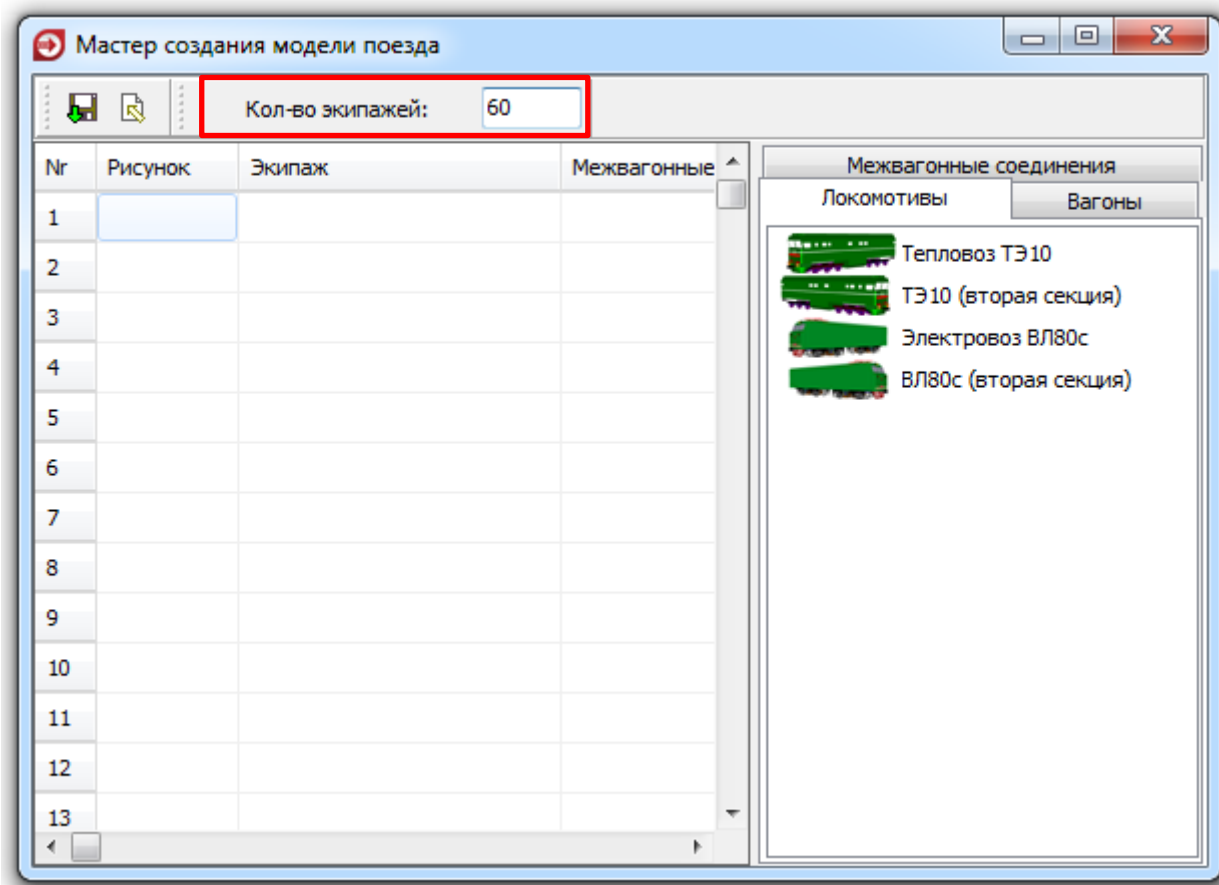 Мастер создания модели поезда
Кол-во экипажей: 60
Nr Рисунок Экипаж Межвагонные
1
2
3
4
5
6
7
8
9
10
11
12
13
Межвагонные соединения
Локомотивы Вагоны
Тепловоз ТЭ10
ТЭ10 (вторая секция)
Электровоз ВЛ80с
ВЛ80с (вторая секция)